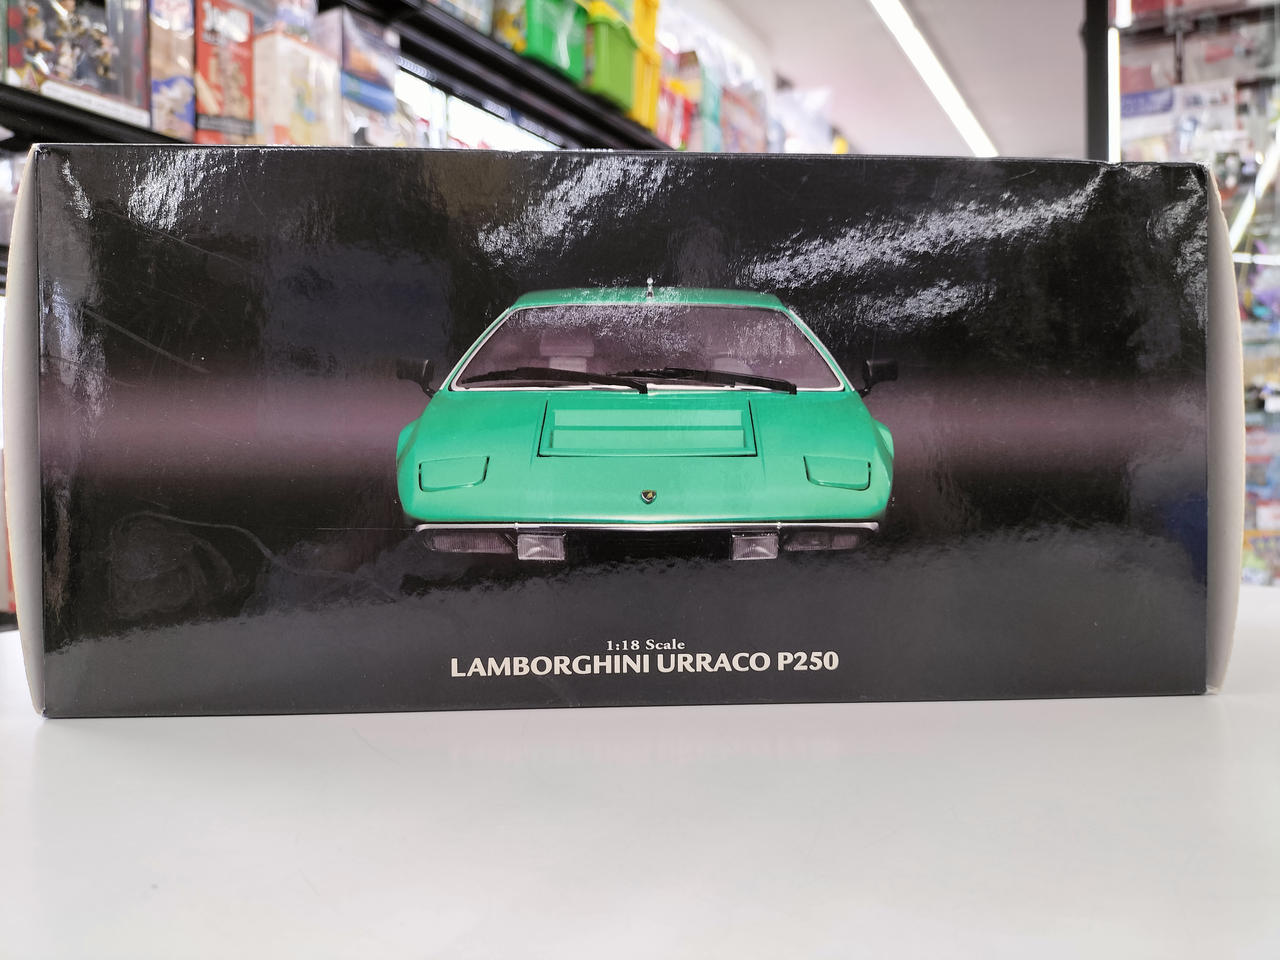 1:18 Scale
LAMBORGHINI URRACO P250